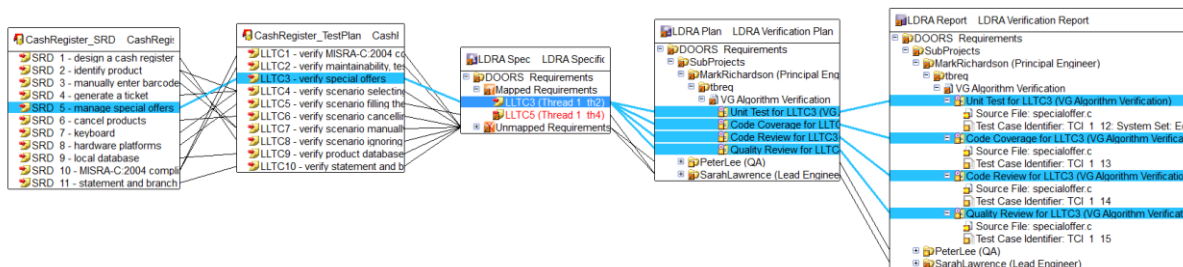 CashRegister_SRD CashRegis
SRD 1 - design a cash register
SRD 2 - identify product
SRD 3 - manually enter barcode
SRD 4 - generate a ticket
SRD 5 - manage special offers
SRD 6 - cancel products
SRD 7 - keyboard
SRD 8 - hardware platforms
SRD 9 - local database
SRD 10 - MISRA-C:2004 compli
SRD 11 - statement and branch
CashRegister_TestPlan CashI
LLTC1 - verify MISRA-C:2004 co
LLTC2 - verify maintainability, tes
LLTC3 - verify special offers
LLTC4 - verify scenario selecting
LLTC5 - verify scenario filling the
LLTC6 - verify scenario cancellin
LLTC7 - verify scenario manuall
LLTC8 - verify scenario ignoring
LLTC9 - verify product database
LLTC10 - verify statement and b
LDRA Spec LDRA Specific
DOORS Requirements
Mapped Requirements
LLTC3 (Thread 1 th2)
LLTC5 (Thread 1 th4)
Unmapped Requirements
LDRA Plan LDRA Verification Plan
DOORS Requirements
SubProjects
MarkRichardson (Principal Eng
tbreq
VG Algorithm Verification
Unit Test for LLTC3 (VG
Code Coverage for LLTC
Code Review for LLTC3
Quality Review for LLTC
PeterLee (QA)
SarahLawrence (Lead Enginee
LDRA Report LDRA Verification Report
DOORS Requirements
SubProjects
MarkRichardson (Principal Engineer)
tbreq
VG Algorithm Verification
Unit Test for LLTC3 (VG Algorithm Verification)
Source File: specialoffer.c
Test Case Identifier: TCI 1 12: System Set: E
Code Coverage for LLTC3 (VG Algorithm Verificatio
Source File: specialoffer.c
Test Case Identifier: TCI 1 13
Code Review for LLTC3 (VG Algorithm Verification
Source File: specialoffer.c
Test Case Identifier: TCI 1 14
Quality Review for LLTC3 (VG Algorithm Verificat
Source File: specialoffer.c
Test Case Identifier: TCI 1 15
PeterLee (QA)
SarahLawrence (Lead Engineer)